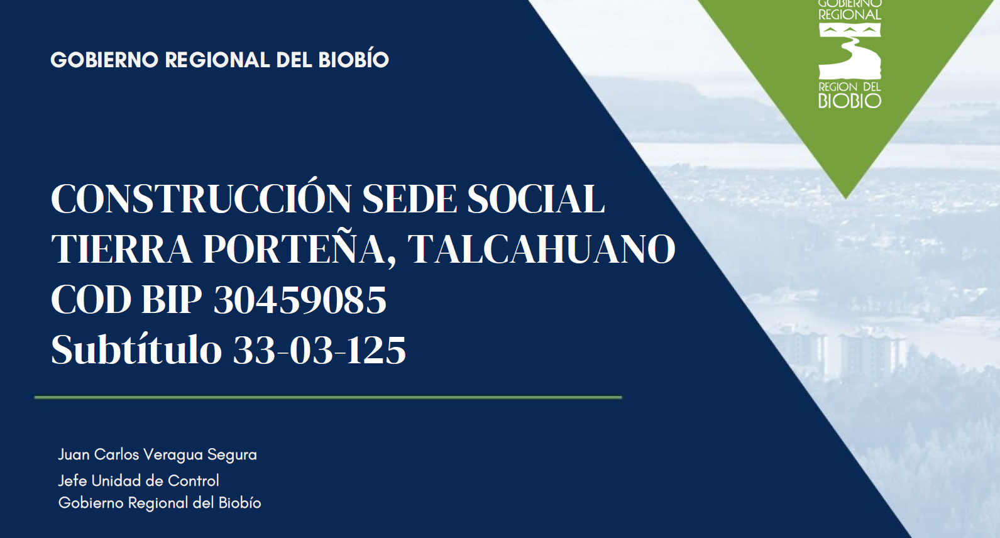 GOBIERNO REGIONAL DEL BIOBÍO
GOBIERNO
REGIONAL
REGION DEL
BIOBIO
CONSTRUCCIÓN SEDE SOCIAL
TIERRA PORTEÑA, TALCAHUANO
COD BIP 30459085
Subtítulo 33-03-125
Juan Carlos Veragua Segura
Jefe Unidad de Control
Gobierno Regional del Biobío